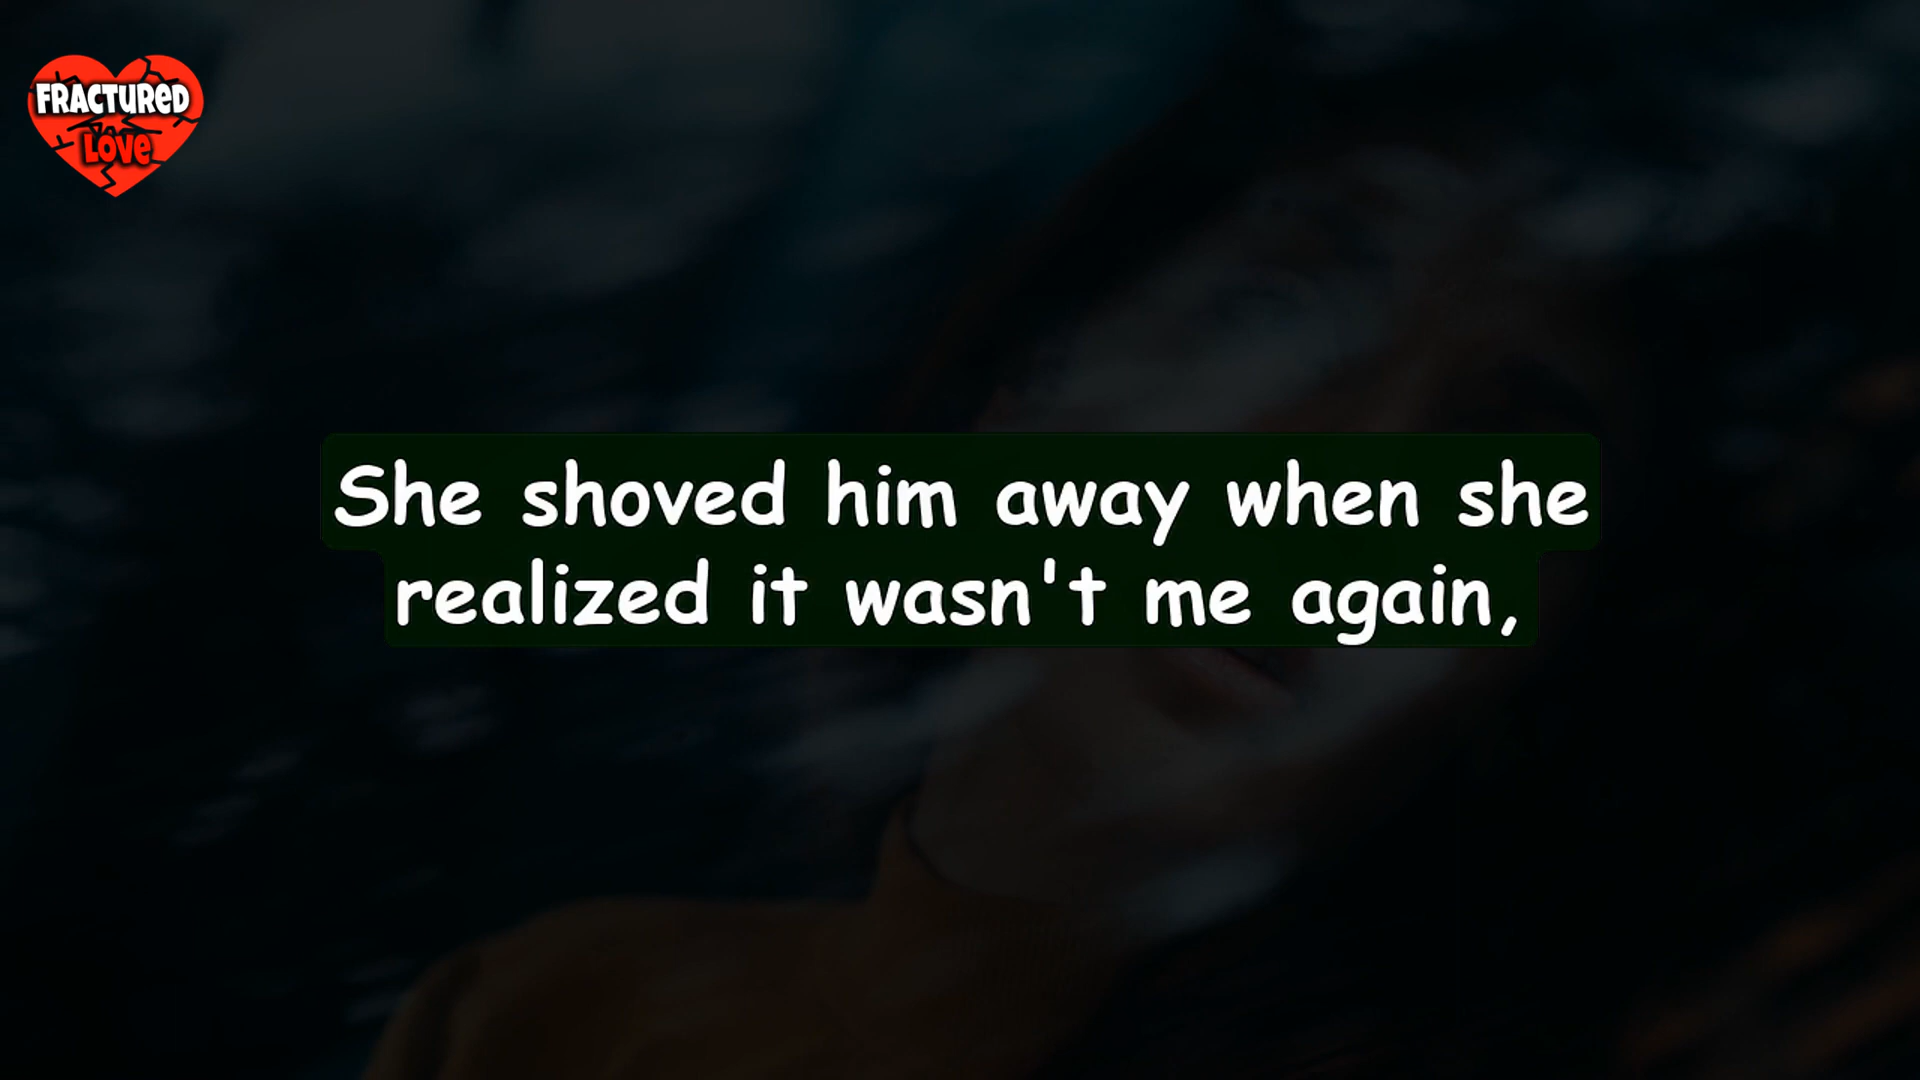 FRACTURED
LOVE
She shoved him away when she
realized it wasn't me again,